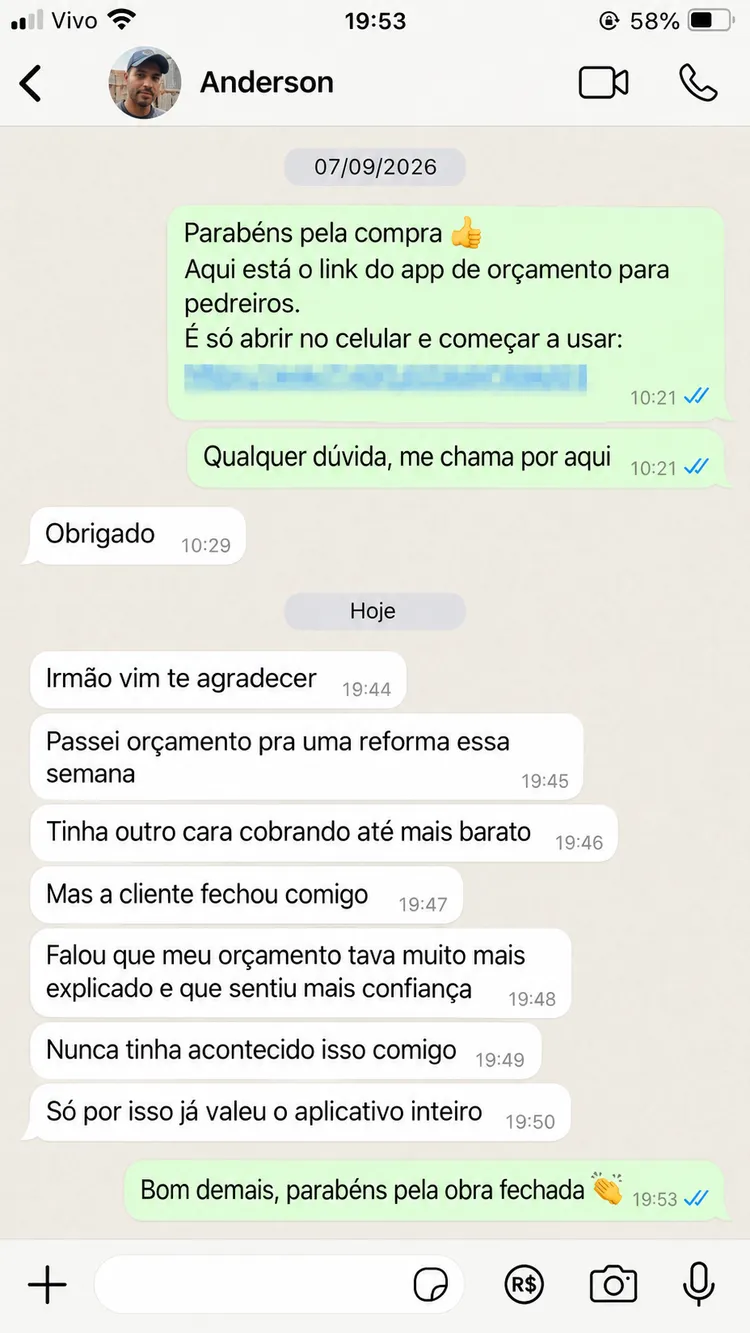 Vivo
19:53
58%
Anderson
07/09/2026
Parabéns pela compra 👍
Aqui está o link do app de orçamento para
pedreiros.
É só abrir no celular e começar a usar:
10:21
Qualquer dúvida, me chama por aqui
10:21
Obrigado
10:29
Hoje
Irmão vim te agradecer
19:44
Passei orçamento pra uma reforma essa
semana
19:45
Tinha outro cara cobrando até mais barato
19:46
Mas a cliente fechou comigo
19:47
Falou que meu orçamento tava muito mais
explicado e que sentiu mais confiança
19:48
Nunca tinha acontecido isso comigo
19:49
Só por isso já valeu o aplicativo inteiro
19:50
Bom demais, parabéns pela obra fechada 👏
19:53
R$